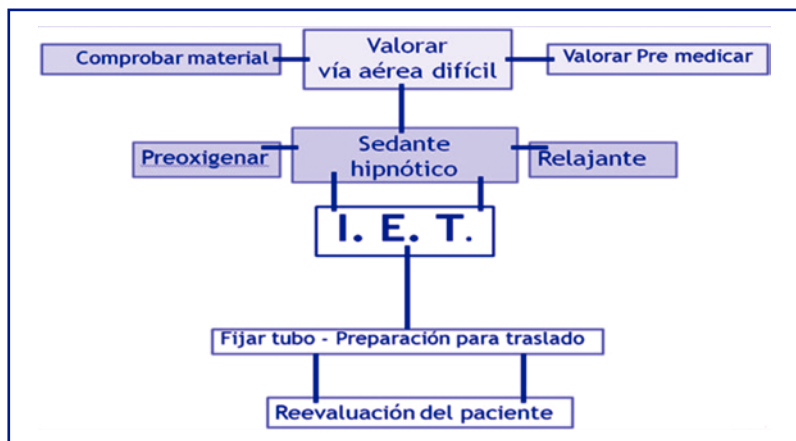 Comprobar material
Valorar
vía aérea difícil
Valorar Pre medicar
Preoxigenar
Sedante
hipnótico
Relajante
I. E. T.
Fijar tubo - Preparación para traslado
Reevaluación del paciente